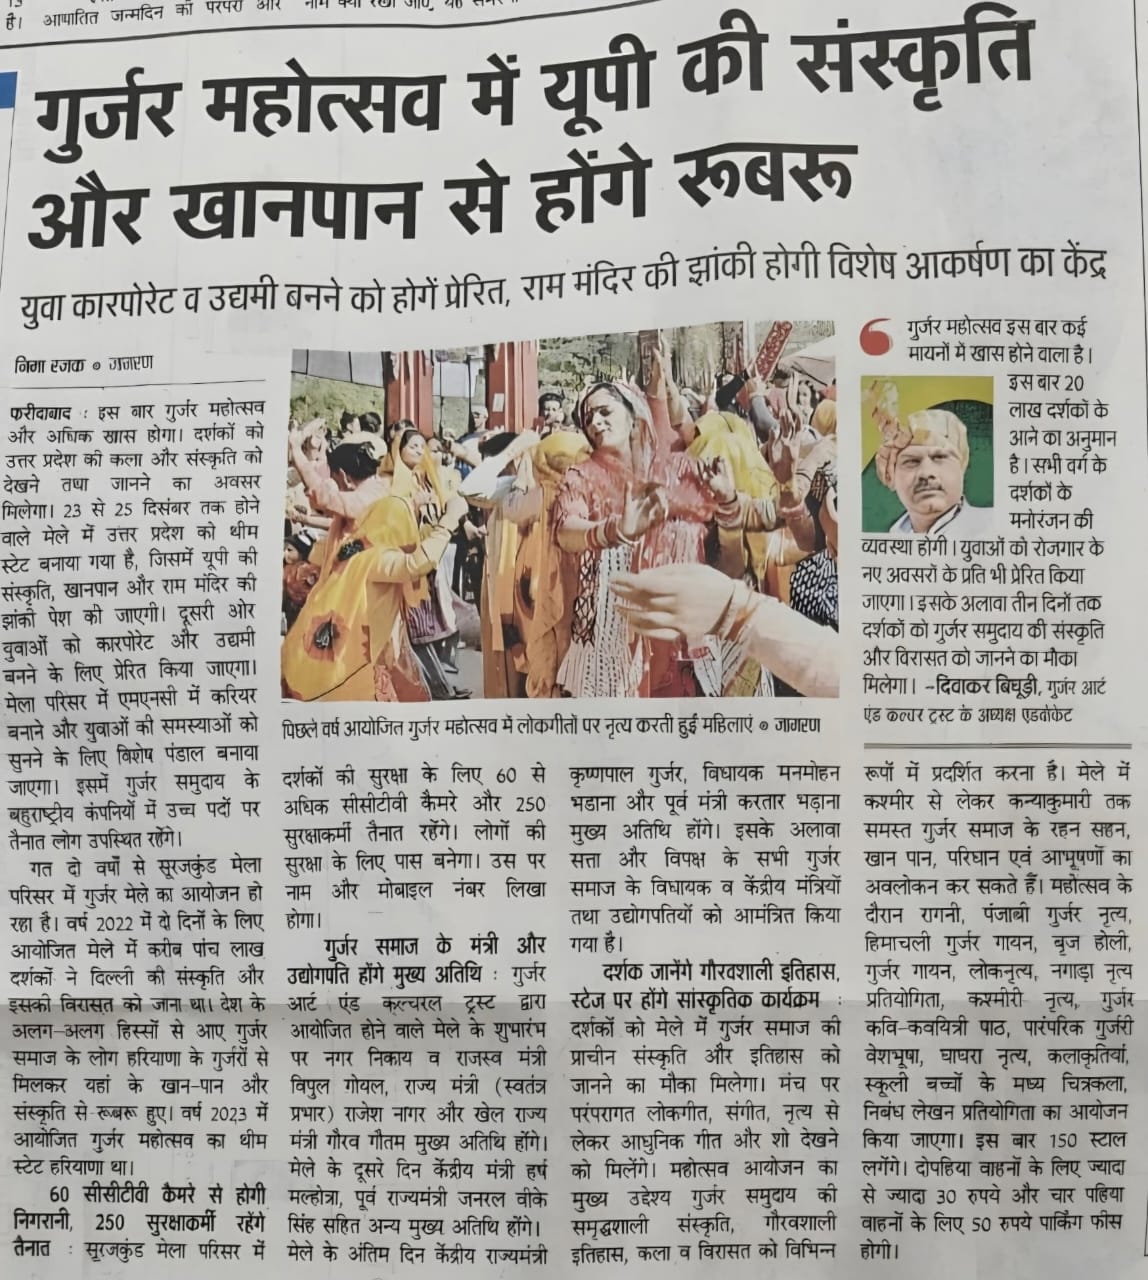 है। आपातित जन्मदिन की परंपरा और
गुर्जर महोत्सव में यूपी की संस्कृति
और खानपान से होंगे रूबरू
युवा कारपोरेट व उद्यमी बनने को होगें प्रेरित, राम मंदिर की झांकी होगी विशेष आकर्षण का केंद्र
निभा रजक ● जागरण
फरीदाबाद : इस बार गुर्जर महोत्सव
और अधिक खास होगा। दर्शकों को
उत्तर प्रदेश की कला और संस्कृति को
देखने तथा जानने का अवसर
मिलेगा। 23 से 25 दिसंबर तक होने
वाले मेले में उत्तर प्रदेश को थीम
स्टेट बनाया गया है, जिसमें यूपी की
संस्कृति, खानपान और राम मंदिर की
झांकी पेश की जाएगी। दूसरी ओर
युवाओं को कारपोरेट और उद्यमी
बनने के लिए प्रेरित किया जाएगा।
मेला परिसर में एमएनसी में करियर
बनाने और युवाओं की समस्याओं को
सुनने के लिए विशेष पंडाल बनाया
जाएगा। इसमें गुर्जर समुदाय के
बहुराष्ट्रीय कंपनियों में उच्च पदों पर
तैनात लोग उपस्थित रहेंगे।
गत दो वर्षों से सूरजकुंड मेला
परिसर में गुर्जर मेले का आयोजन हो
रहा है। वर्ष 2022 में दो दिनों के लिए
आयोजित मेले में करीब पांच लाख
दर्शकों ने दिल्ली की संस्कृति और
इसकी विरासत को जाना था। देश के
अलग-अलग हिस्सों से आए गुर्जर
समाज के लोग हरियाणा के गुर्जरों से
मिलकर यहां के खान-पान और
संस्कृति से रूबरू हुए। वर्ष 2023 में
आयोजित गुर्जर महोत्सव का थीम
स्टेट हरियाणा था।
60 सीसीटीवी कैमरे से होगी
निगरानी, 250 सुरक्षाकर्मी रहेंगे
तैनात : सूरजकुंड मेला परिसर में
पिछले वर्ष आयोजित गुर्जर महोत्सव में लोकगीतों पर नृत्य करती हुई महिलाएं ● जागरण
दर्शकों की सुरक्षा के लिए 60 से
अधिक सीसीटीवी कैमरे और 250
सुरक्षाकर्मी तैनात रहेंगे। लोगों की
सुरक्षा के लिए पास बनेगा। उस पर
नाम और मोबाइल नंबर लिखा
होगा।
गुर्जर समाज के मंत्री और
उद्योगपति होंगे मुख्य अतिथि : गुर्जर
आर्ट एंड कल्चरल ट्रस्ट द्वारा
आयोजित होने वाले मेले के शुभारंभ
पर नगर निकाय व राजस्व मंत्री
विपुल गोयल, राज्य मंत्री (स्वतंत्र
प्रभार) राजेश नागर और खेल राज्य
मंत्री गौरव गौतम मुख्य अतिथि होंगे।
मेले के दूसरे दिन केंद्रीय मंत्री हर्ष
मल्होत्रा, पूर्व राज्यमंत्री जनरल वीके
सिंह सहित अन्य मुख्य अतिथि होंगे।
मेले के अंतिम दिन केंद्रीय राज्यमंत्री
कृष्णपाल गुर्जर, विधायक मनमोहन
भडाना और पूर्व मंत्री करतार भड़ाना
मुख्य अतिथि होंगे। इसके अलावा
सत्ता और विपक्ष के सभी गुर्जर
समाज के विधायक व केंद्रीय मंत्रियों
तथा उद्योगपतियों को आमंत्रित किया
गया है।
दर्शक जानेंगे गौरवशाली इतिहास,
स्टेज पर होंगे सांस्कृतिक कार्यक्रम :
दर्शकों को मेले में गुर्जर समाज की
प्राचीन संस्कृति और इतिहास को
जानने का मौका मिलेगा। मंच पर
परंपरागत लोकगीत, संगीत, नृत्य से
लेकर आधुनिक गीत और शो देखने
को मिलेंगे। महोत्सव आयोजन का
मुख्य उद्देश्य गुर्जर समुदाय की
समृद्धशाली संस्कृति, गौरवशाली
इतिहास, कला व विरासत को विभिन्न
गुर्जर महोत्सव इस बार कई
मायनों में खास होने वाला है।
इस बार 20
लाख दर्शकों के
आने का अनुमान
है। सभी वर्ग के
दर्शकों के
मनोरंजन की
व्यवस्था होगी। युवाओं को रोजगार के
नए अवसरों के प्रति भी प्रेरित किया
जाएगा। इसके अलावा तीन दिनों तक
दर्शकों को गुर्जर समुदाय की संस्कृति
और विरासत को जानने का मौका
मिलेगा। -दिवाकर बिघूड़ी, गुर्जर आर्ट
एंड कल्चर ट्रस्ट के अध्यक्ष एडवोकेट
रूपों में प्रदर्शित करना है। मेले में
कश्मीर से लेकर कन्याकुमारी तक
समस्त गुर्जर समाज के रहन सहन,
खान पान, परिधान एवं आभूषणों का
अवलोकन कर सकते हैं। महोत्सव के
दौरान रागनी, पंजाबी गुर्जर नृत्य,
हिमाचली गुर्जर गायन, बृज होली,
गुर्जर गायन, लोकनृत्य, नगाड़ा नृत्य
प्रतियोगिता, कश्मीरी नृत्य, गुर्जर
कवि-कवयित्री पाठ, पारंपरिक गुर्जरी
वेशभूषा, घाघरा नृत्य, कलाकृतियां,
स्कूली बच्चों के मध्य चित्रकला,
निबंध लेखन प्रतियोगिता का आयोजन
किया जाएगा। इस बार 150 स्टाल
लगेंगे। दोपहिया वाहनों के लिए ज्यादा
से ज्यादा 30 रुपये और चार पहिया
वाहनों के लिए 50 रुपये पार्किंग फीस
होगी।